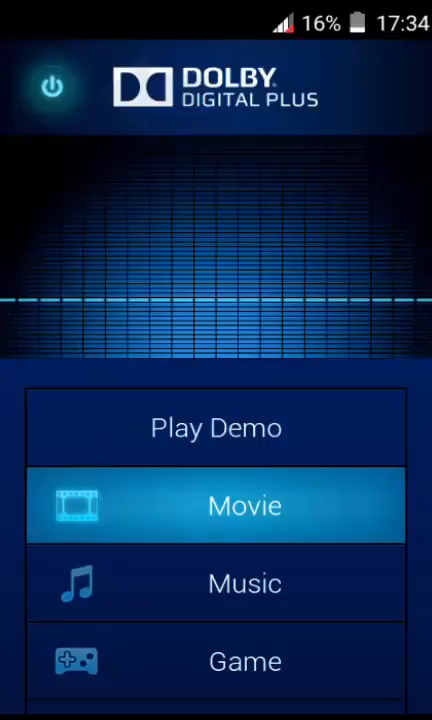 16% 17:34
DOLBY
DIGITAL PLUS
Play Demo
Movie
Music
Game